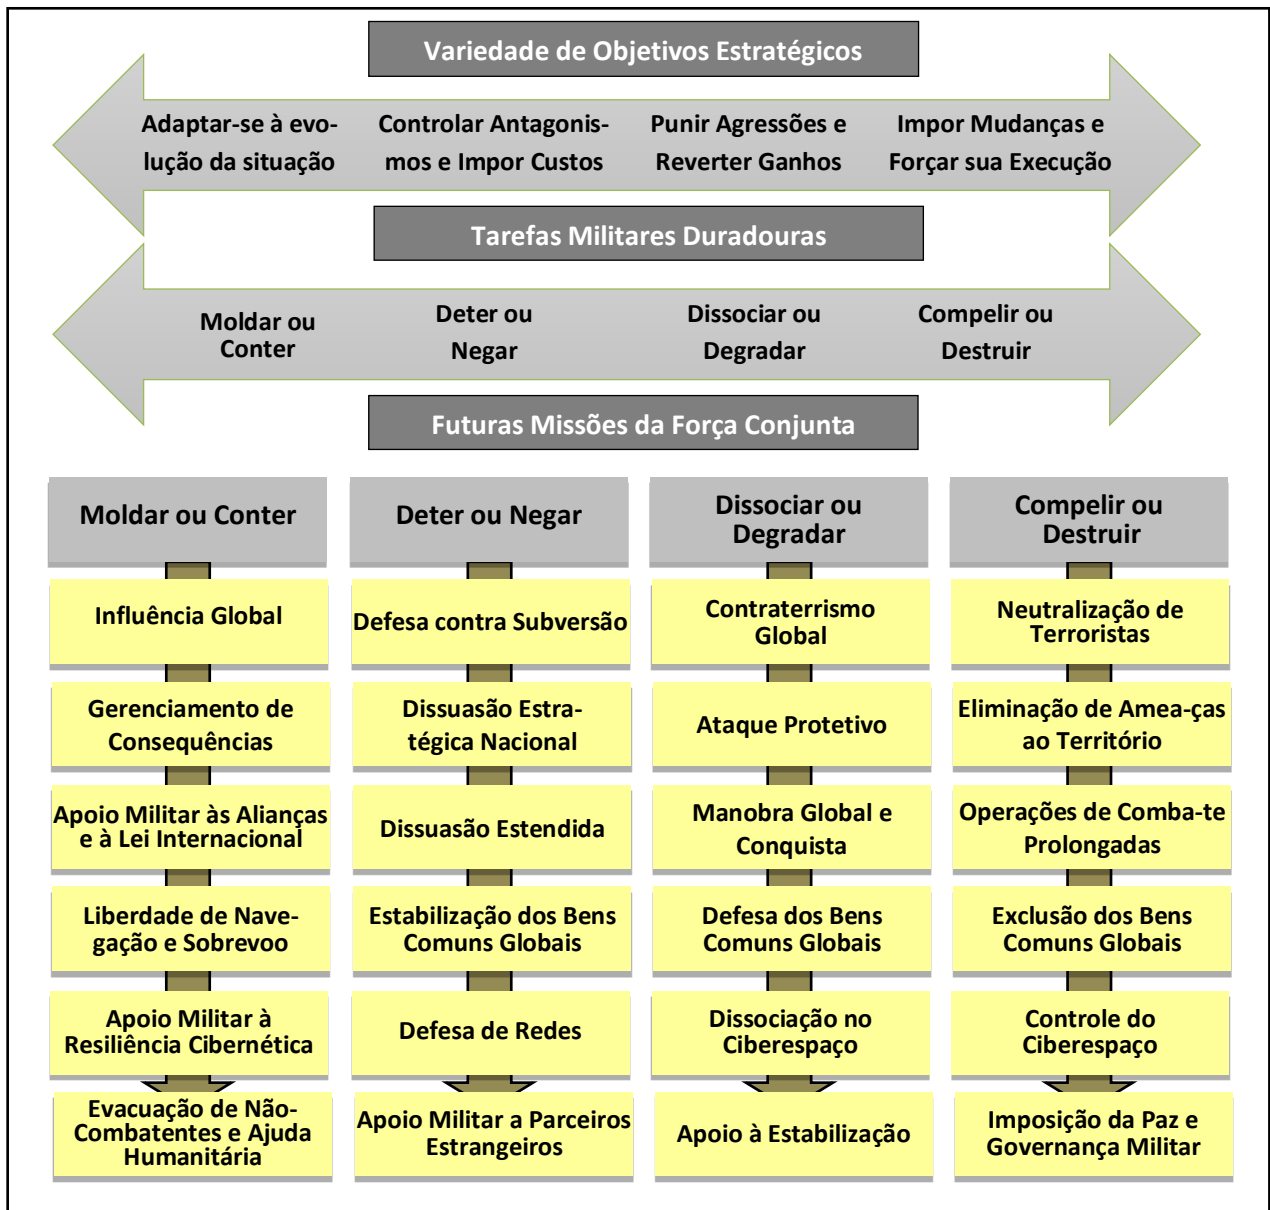 Variedade de Objetivos Estratégicos
Adaptar-se à evo-
lução da situação
Controlar Antagonis-
mos e Impor Custos
Punir Agressões e
Reverter Ganhos
Impor Mudanças e
Forçar sua Execução
Tarefas Militares Duradouras
Moldar ou
Conter
Deter ou
Negar
Dissociar ou
Degradar
Compelir ou
Destruir
Futuras Missões da Força Conjunta
Moldar ou Conter
Influência Global
Gerenciamento de
Consequências
Apoio Militar às Alianças
e à Lei Internacional
Liberdade de Nave-
gação e Sobrevoo
Apoio Militar à
Resiliência Cibernética
Evacuação de Não-
Combatentes e Ajuda
Humanitária
Deter ou Negar
Defesa contra Subversão
Dissuasão Estra-
tégica Nacional
Dissuasão Estendida
Estabilização dos Bens
Comuns Globais
Defesa de Redes
Apoio Militar a Parceiros
Estrangeiros
Dissociar ou
Degradar
Contraterrismo
Global
Ataque Protetivo
Manobra Global e
Conquista
Defesa dos Bens
Comuns Globais
Dissociação no
Ciberespaço
Apoio à Estabilização
Compelir ou
Destruir
Neutralização de
Terroristas
Eliminação de Amea-ças
ao Território
Operações de Comba-te
Prolongadas
Exclusão dos Bens
Comuns Globais
Controle do
Ciberespaço
Imposição da Paz e
Governança Militar